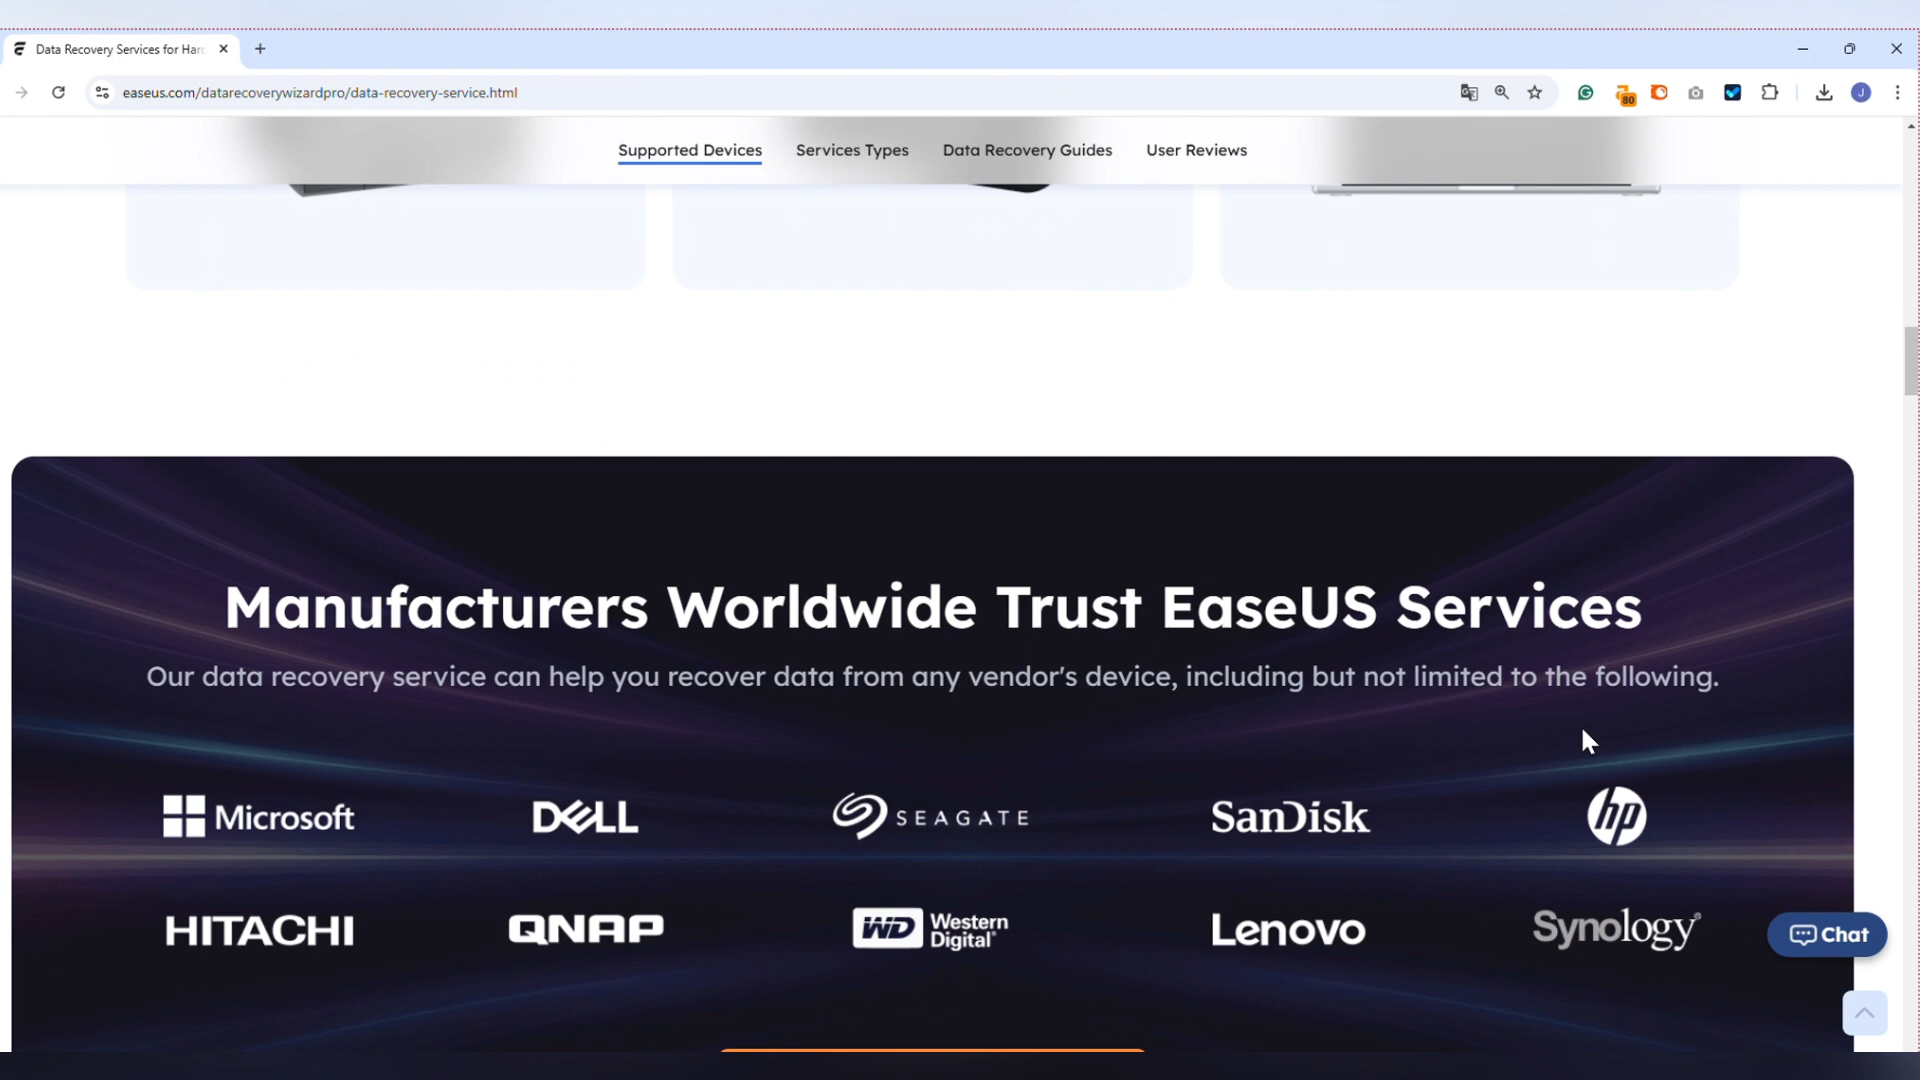 Data Recovery Services for Hard
easeus.com/datarecoverywizardpro/data-recovery-service.html
80
J
Supported Devices
Services Types
Data Recovery Guides
User Reviews
Manufacturers Worldwide Trust EaseUS Services
Our data recovery service can help you recover data from any vendor's device, including but not limited to the following.
Microsoft
DELL
SEAGATE
SanDisk
hp
HITACHI
QNAP
WD Western
Digital®
Lenovo
Synology®
Chat